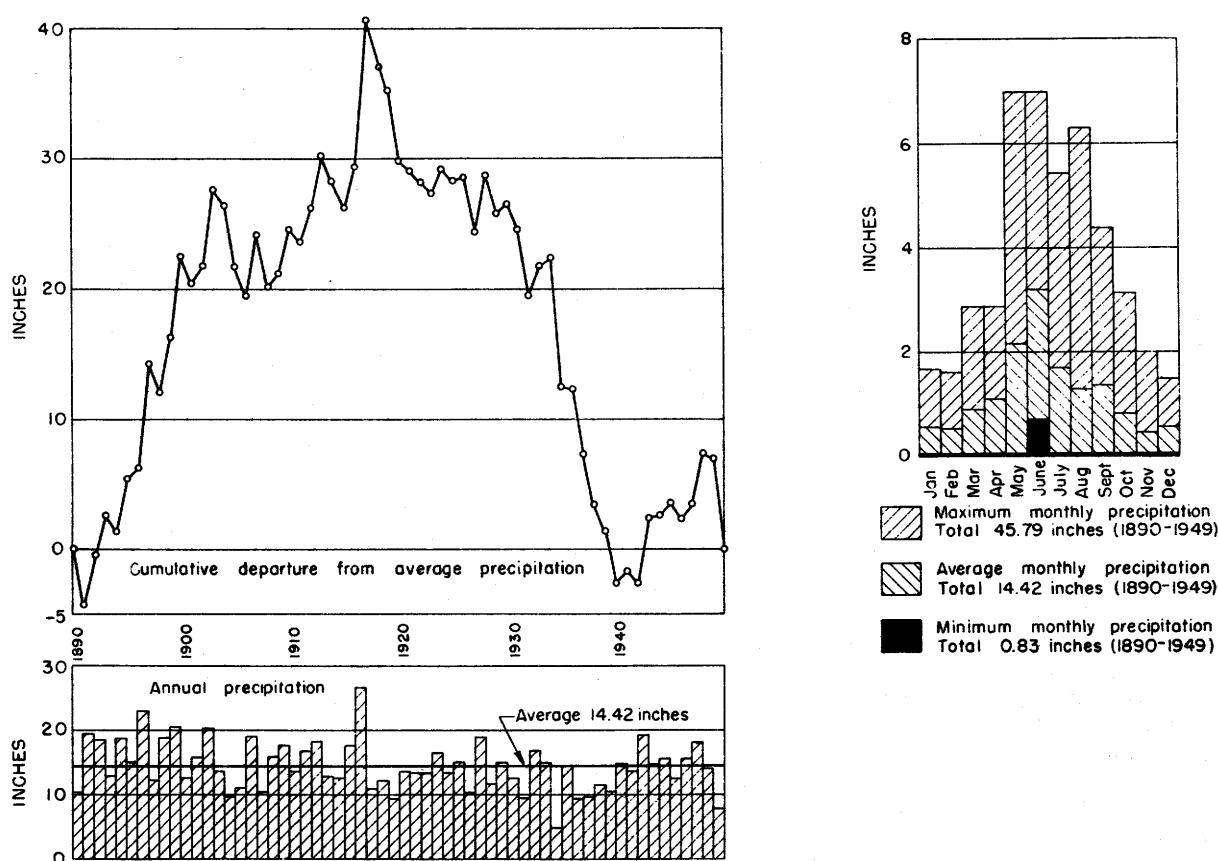 40
30
20
10
0
-5
INCHES
Cumulative departure from average precipitation
1890
1900
1910
1920
1930
1940
30
20
10
0
INCHES
Annual precipitation
Average 14.42 inches
8
6
4
2
0
INCHES
Jan
Feb
Mar
Apr
May
June
July
Aug
Sept
Oct
Nov
Dec
Maximum monthly precipitation
Total 45.79 inches (1890-1949)
Average monthly precipitation
Total 14.42 inches (1890-1949)
Minimum monthly precipitation
Total 0.83 inches (1890-1949)